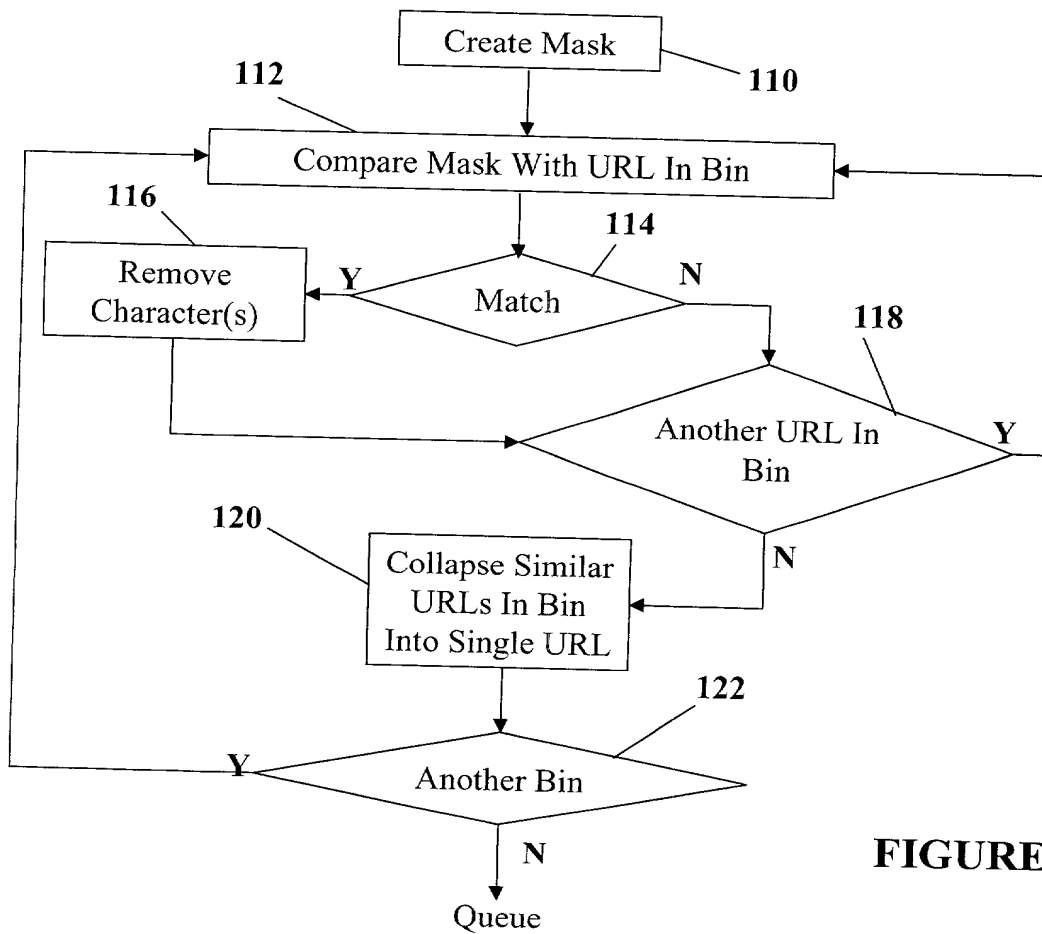 Create Mask
110
112
Compare Mask With URL In Bin
116
114
Y
N
Remove
Character(s)
Match
118
Another URL In
Bin
Y
120
N
Collapse Similar
URLs In Bin
Into Single URL
122
Y
Another Bin
N
FIGURE
Queue